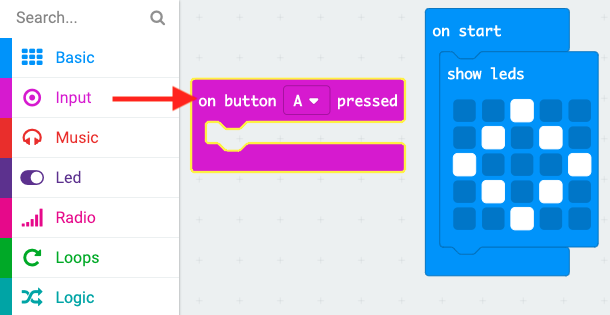 Search...
Basic
Input
Music
Led
Radio
Loops
Logic
on button A pressed
on start
show leds